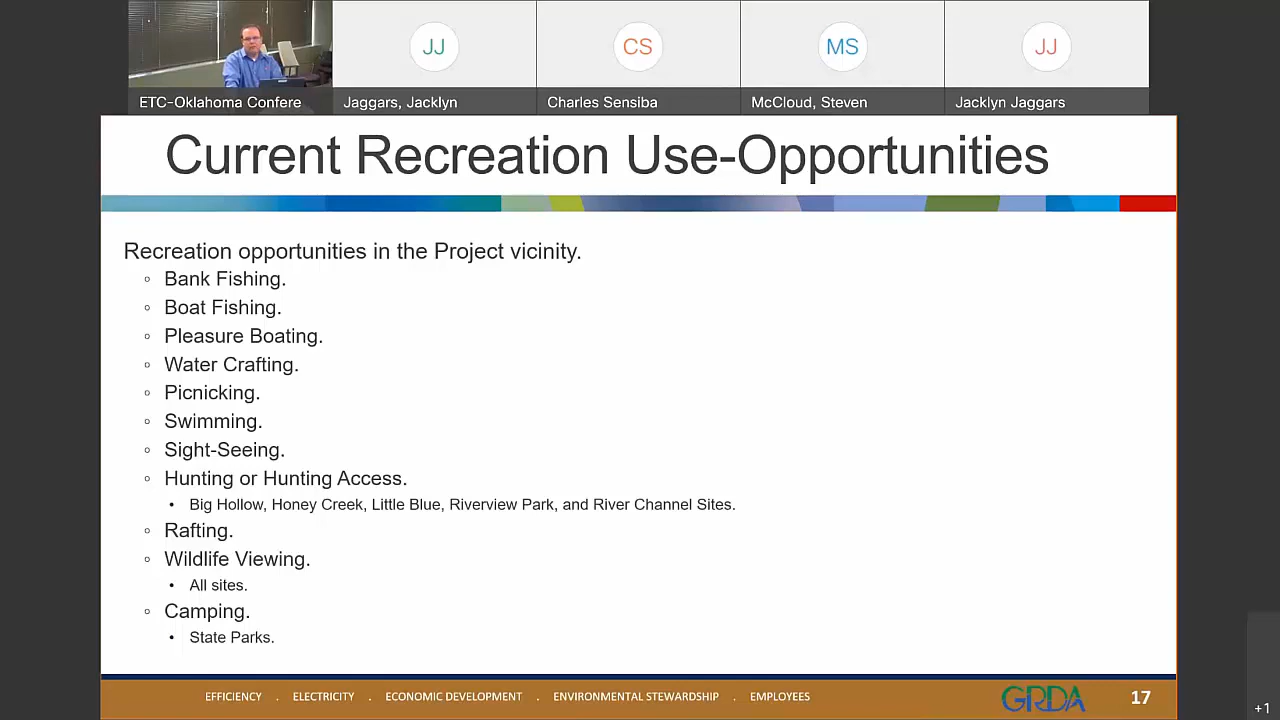 JJ
CS
MS
JJ
ETC-Oklahoma Confere
Jaggars, Jacklyn
Charles Sensiba
McCloud, Steven
Jacklyn Jaggars
Current Recreation Use-Opportunities
Recreation opportunities in the Project vicinity.
◦ Bank Fishing.
◦ Boat Fishing.
◦ Pleasure Boating.
◦ Water Crafting.
◦ Picnicking.
◦ Swimming.
◦ Sight-Seeing.
◦ Hunting or Hunting Access.
• Big Hollow, Honey Creek, Little Blue, Riverview Park, and River Channel Sites.
◦ Rafting.
◦ Wildlife Viewing.
• All sites.
◦ Camping.
• State Parks.
EFFICIENCY . ELECTRICITY . ECONOMIC DEVELOPMENT . ENVIRONMENTAL STEWARDSHIP . EMPLOYEES
GRDA
17
+1